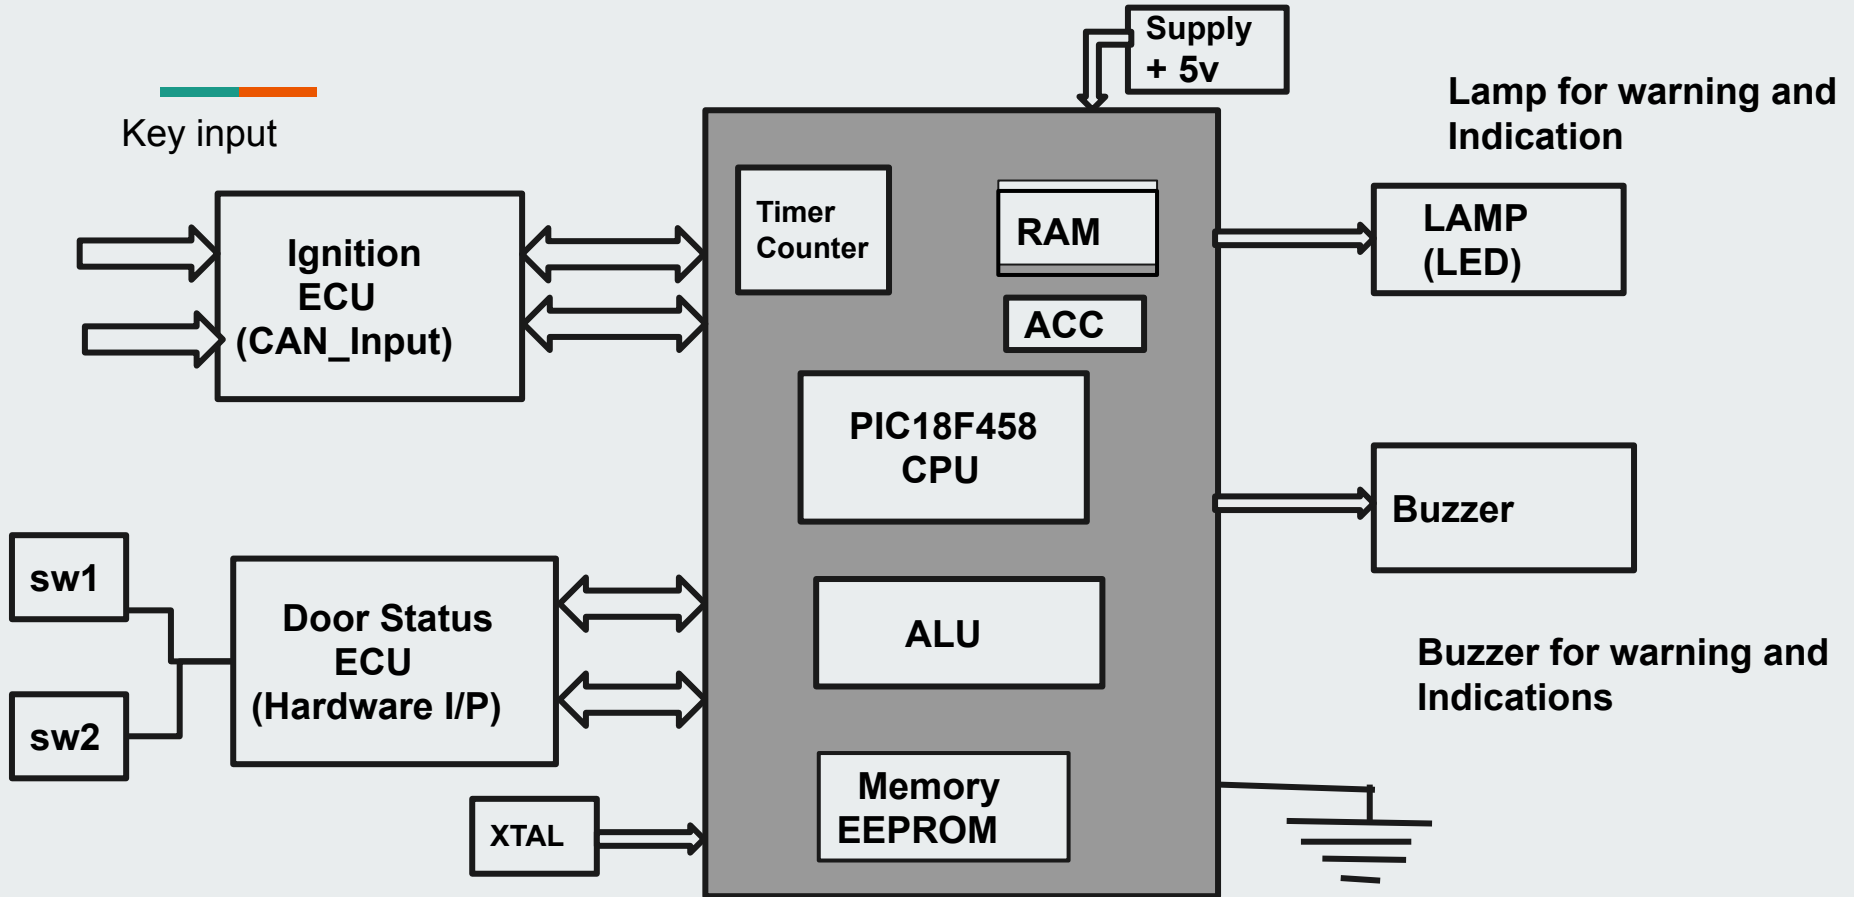 Supply
+ 5v
Lamp for warning and
Indication
Key input
Timer
Counter
RAM
LAMP
(LED)
Ignition
ECU
(CAN_Input)
ACC
PIC18F458
CPU
Buzzer
sw1
Door Status
ECU
(Hardware I/P)
ALU
Buzzer for warning and
Indications
sw2
Memory
EEPROM
XTAL